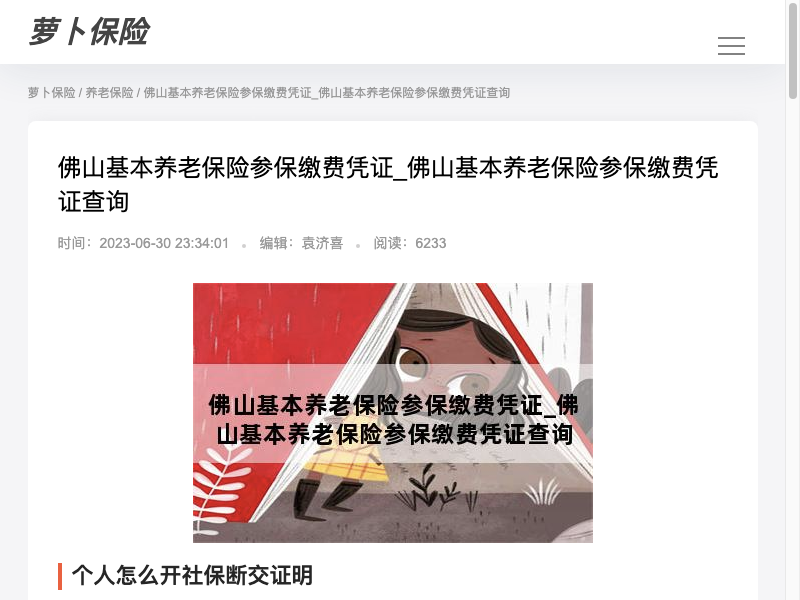 萝卜保险
萝卜保险 / 养老保险 / 佛山基本养老保险参保缴费凭证_佛山基本养老保险参保缴费凭证查询
佛山基本养老保险参保缴费凭证_佛山基本养老保险参保缴费凭
证查询
时间：2023-06-30 23:34:01 编辑：袁济喜 阅读：6233
佛山基本养老保险参保缴费凭证_佛
山基本养老保险参保缴费凭证查询
个人怎么开社保断交证明